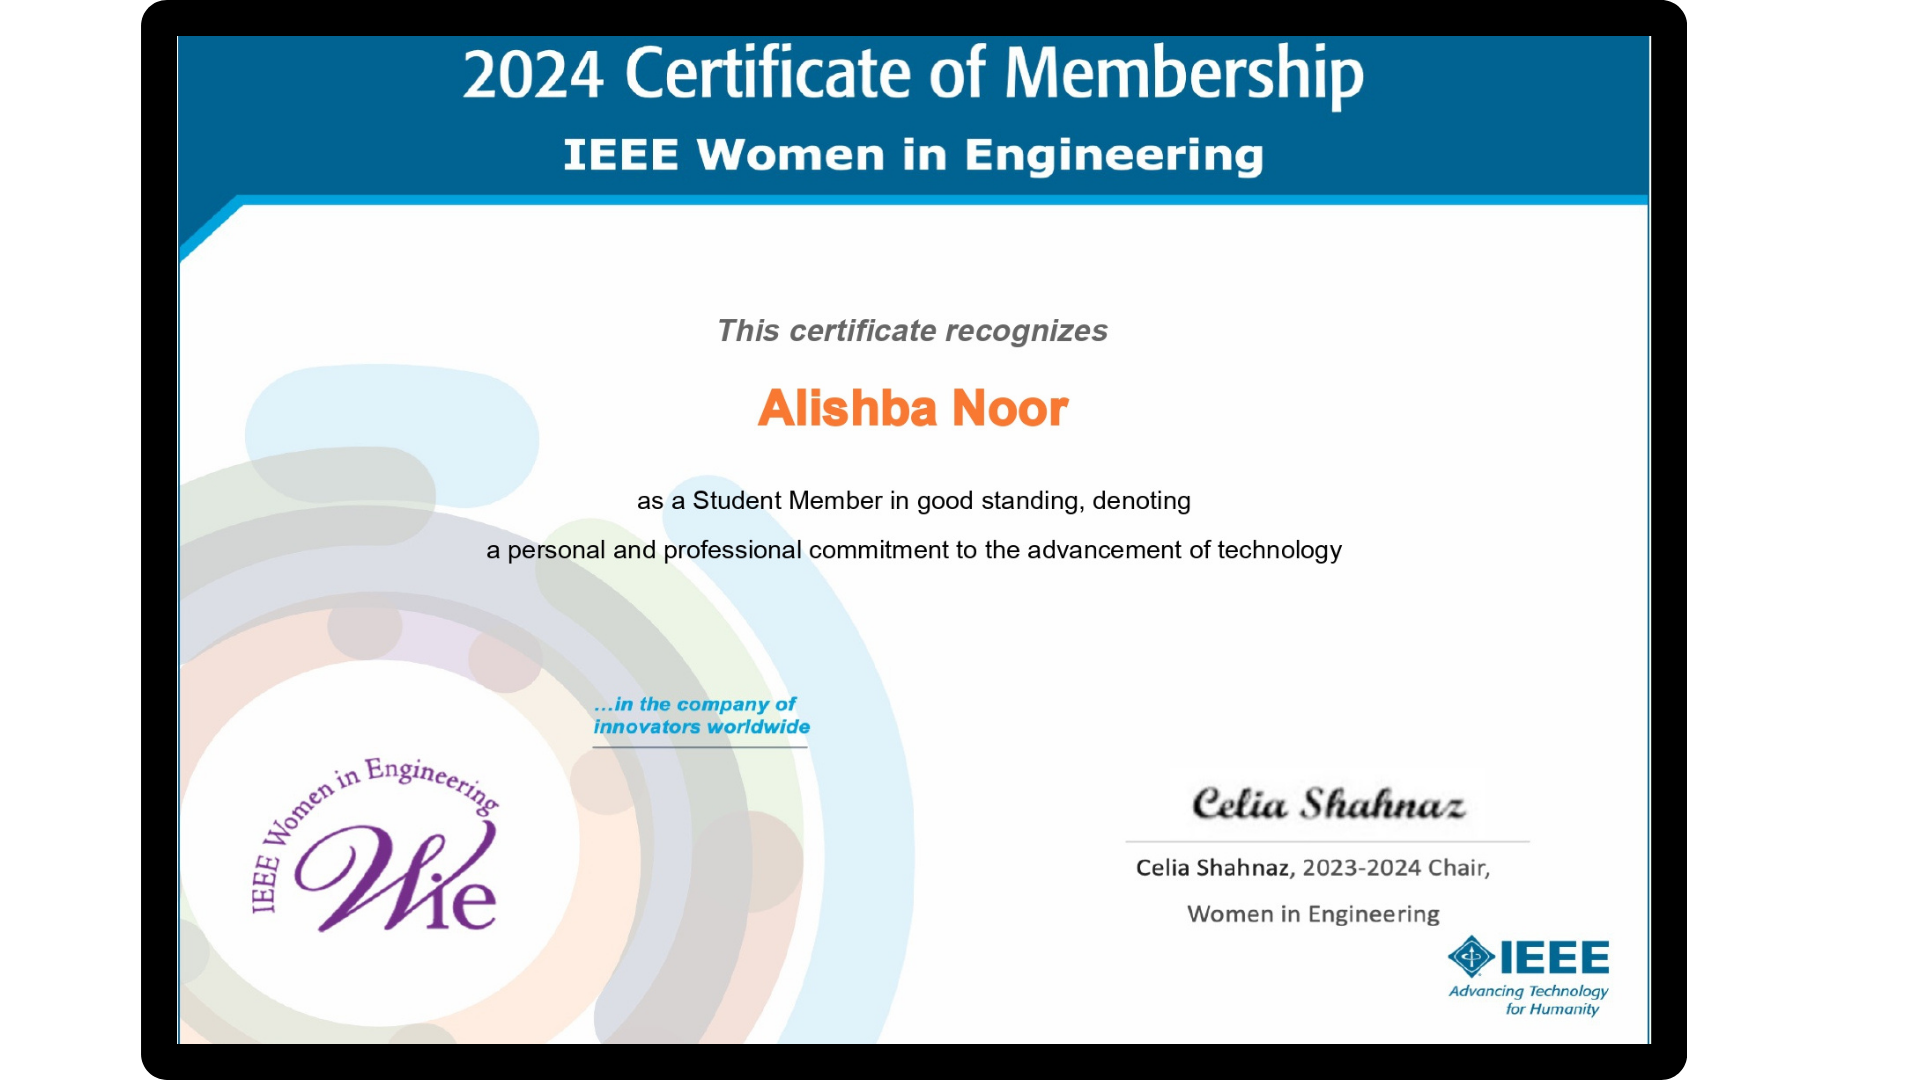 2024 Certificate of Membership
IEEE Women in Engineering
This certificate recognizes
Alishba Noor
as a Student Member in good standing, denoting
a personal and professional commitment to the advancement of technology
...in the company of
innovators worldwide
IEEE Women in Engineering
Wie
Celia Shahnaz
Celia Shahnaz, 2023-2024 Chair,
Women in Engineering
IEEE
Advancing Technology
for Humanity